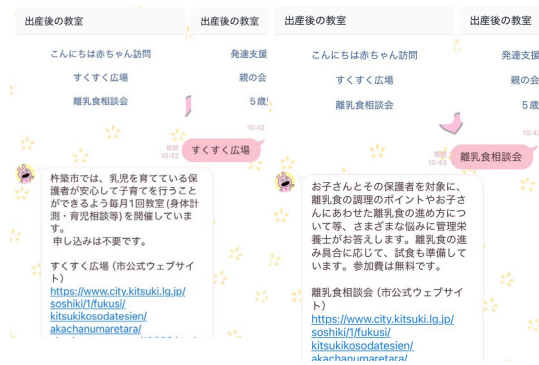 出産後の教室
出産後の教室
こんにちは赤ちゃん訪問
発達支援
すくすく広場
親の会
離乳食相談会
５歳
10:42
既読
10:42
すくすく広場
杵築市では、乳児を育てている保
護者が安心して子育てを行うこと
ができるよう毎月1回教室 (身体計
測・育児相談等) を開催していま
す。
申し込みは不要です。
すくすく広場 (市公式ウェブサイ
ト)
https://www.city.kitsuki.lg.jp/
soshiki/1/fukusi/
kitsukikosodatesien/
akachanumaretara/
出産後の教室
出産後の教室
こんにちは赤ちゃん訪問
発達支援
すくすく広場
親の会
離乳食相談会
５歳
10:43
離乳食相談会
お子さんとその保護者を対象に、
離乳食の調理のポイントやお子さ
んにあわせた離乳食の進め方につ
いて等、さまざまな悩みに管理栄
養士がお答えします。離乳食の進
み具合に応じて、試食も準備して
います。参加費は無料です。
離乳食相談会 (市公式ウェブサイ
ト)
https://www.city.kitsuki.lg.jp/
soshiki/1/fukusi/
kitsukikosodatesien/
akachanumaretara/